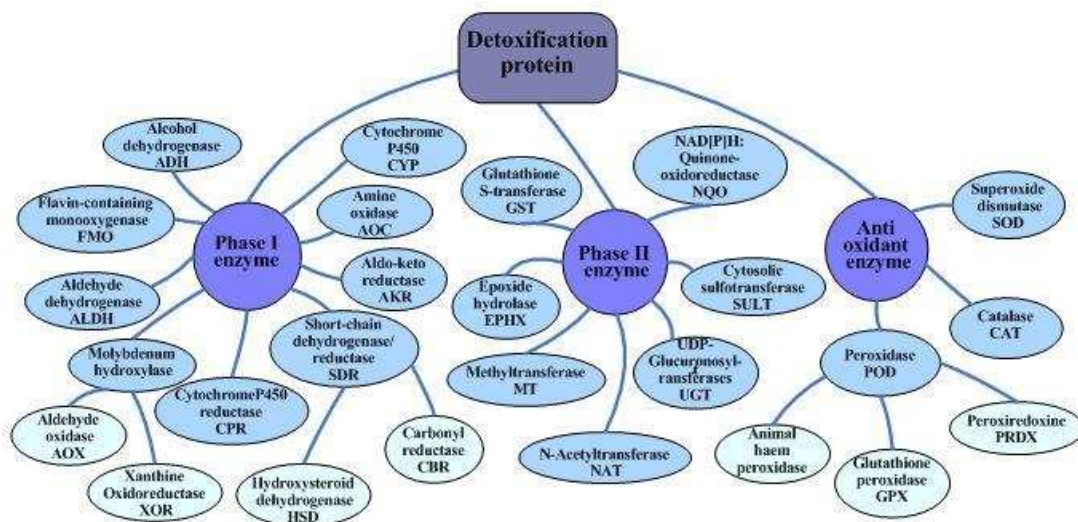 Detoxification
protein
Alcohol
dehydrogenase
ADH
Cytochrome
P450
CYP
Flavin-containing
monooxygenase
FMO
Amine
oxidase
AOC
Phase I
enzyme
Aldo-keto
reductase
AKR
Aldehyde
dehydrogenase
ALDH
Short-chain
dehydrogenase/
reductase
SDR
Molybdenum
hydroxylase
CytochromeP450
reductase
CPR
Aldehyde
oxidase
AOX
Xanthine
Oxidoreductase
XOR
Hydroxysteroid
dehydrogenase
HSD
Carbonyl
reductase
CBR
Glutathione
S-transferase
GST
NAD[P]H:
Quinone-
oxidoreductase
NQO
Phase II
enzyme
Epoxide
hydrolase
EPHX
Cytosolic
sulfotransferase
SULT
Methyltransferase
MT
UDP-
Glucurnosyl-
transferases
UGT
N-Acetyltransferase
NAT
Anti
oxidant
enzyme
Superoxide
dismutase
SOD
Catalase
CAT
Peroxidase
POD
Animal
haem
peroxidase
Glutathione
peroxidase
GPX
Peroxiredoxine
PRDX